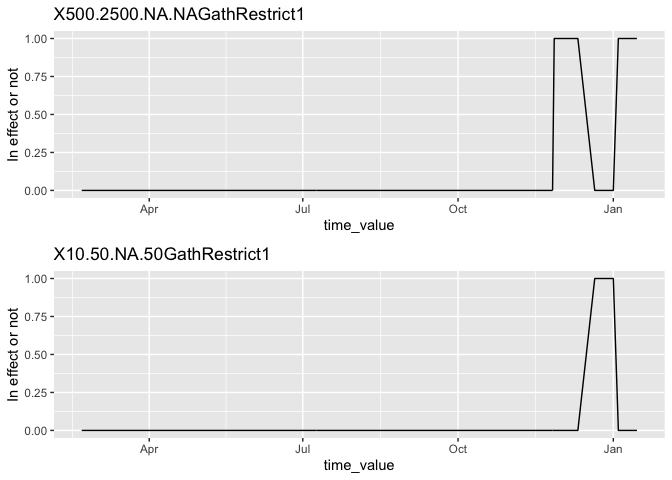 X500.2500.NA.NAGathRestrict1
1.00
0.75
0.50
0.25
0.00
In effect or not
Apr Jul Oct Jan
time_value
X10.50.NA.50GathRestrict1
1.00
0.75
0.50
0.25
0.00
In effect or not
Apr Jul Oct Jan
time_value